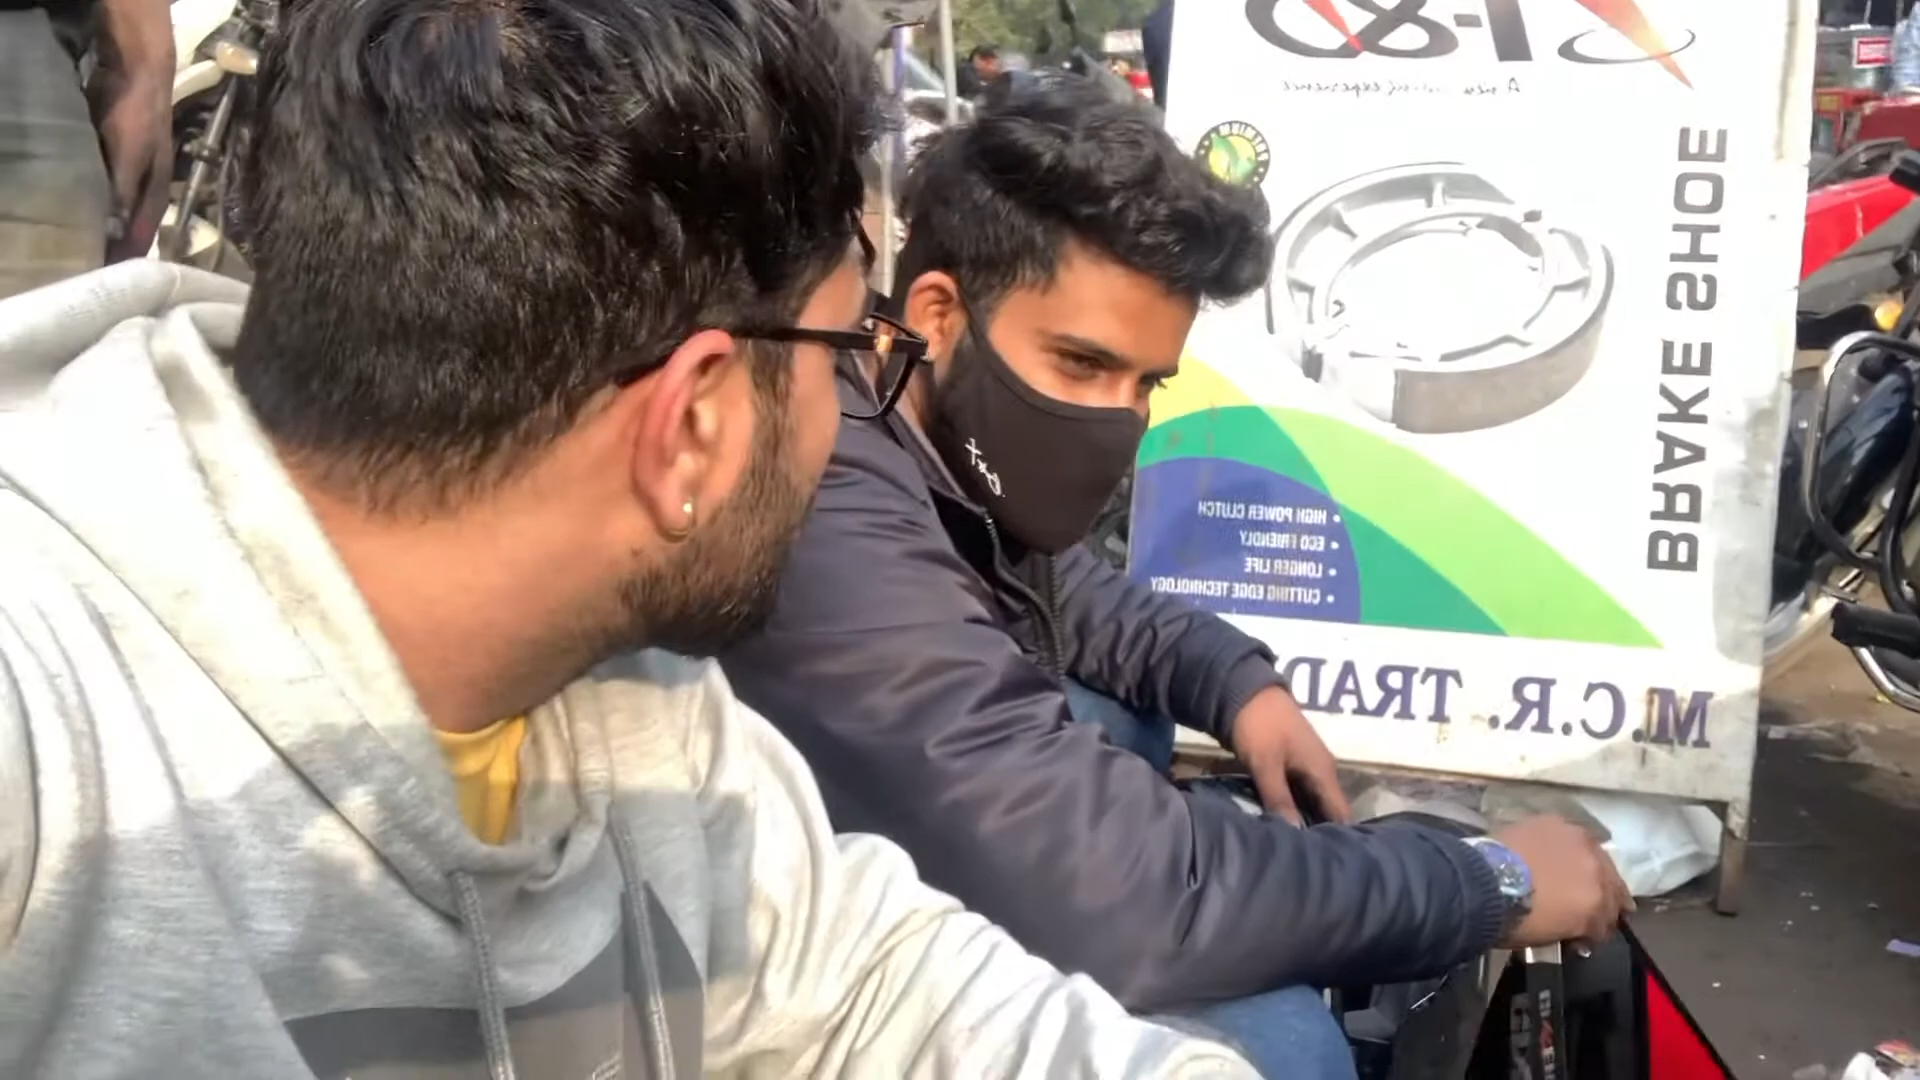 BRAKE SHOE
• HIGH POWER CLUTCH
• ECO FRIENDLY
• LONGER LIFE
• CUTTING EDGE TECHNOLOGY
M.C.R. TRAD